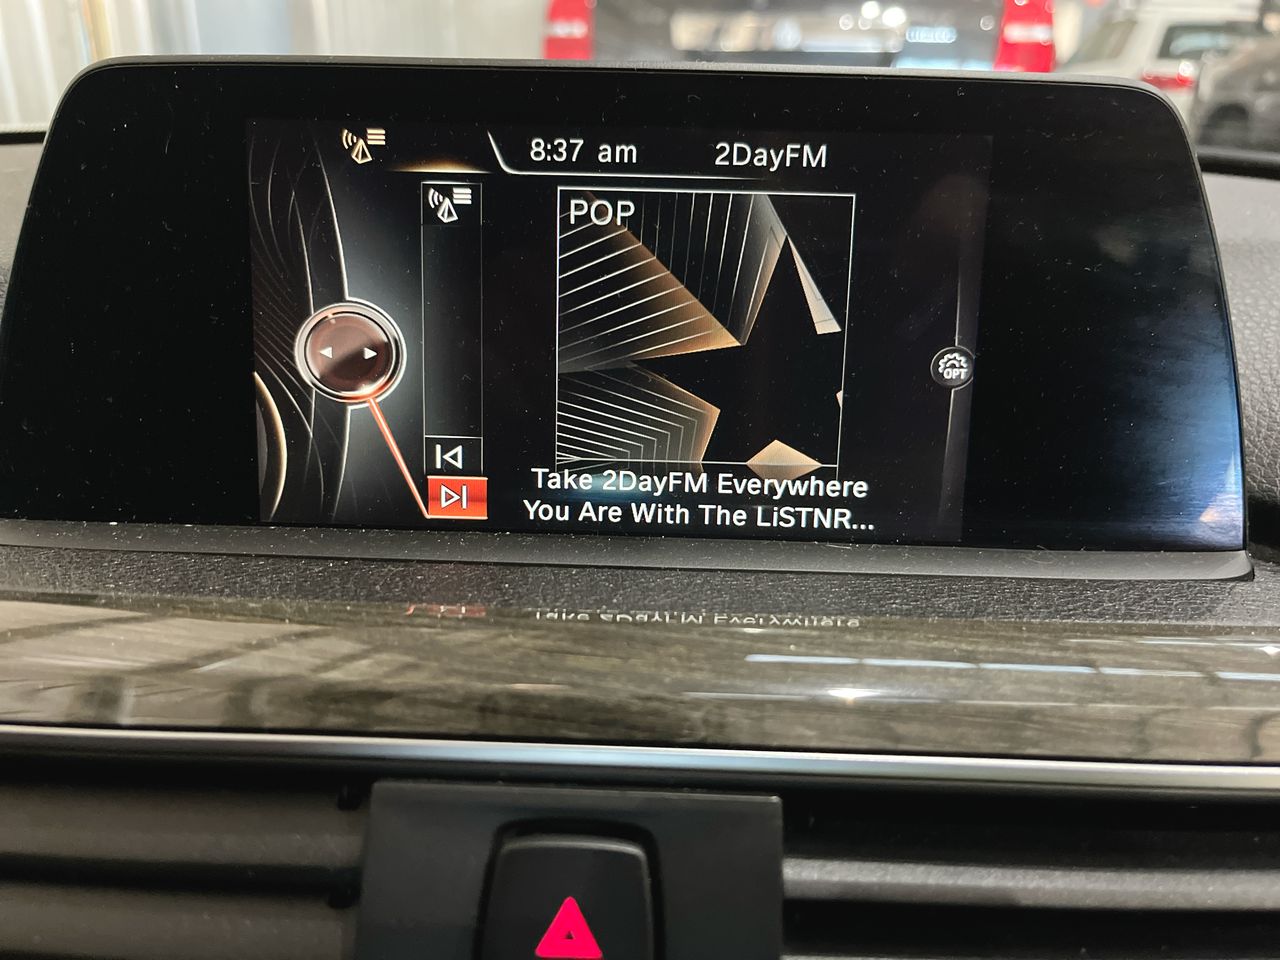 8:37 am 2DayFM
POP
OPT
Take 2DayFM Everywhere
You Are With The LiSTNR...